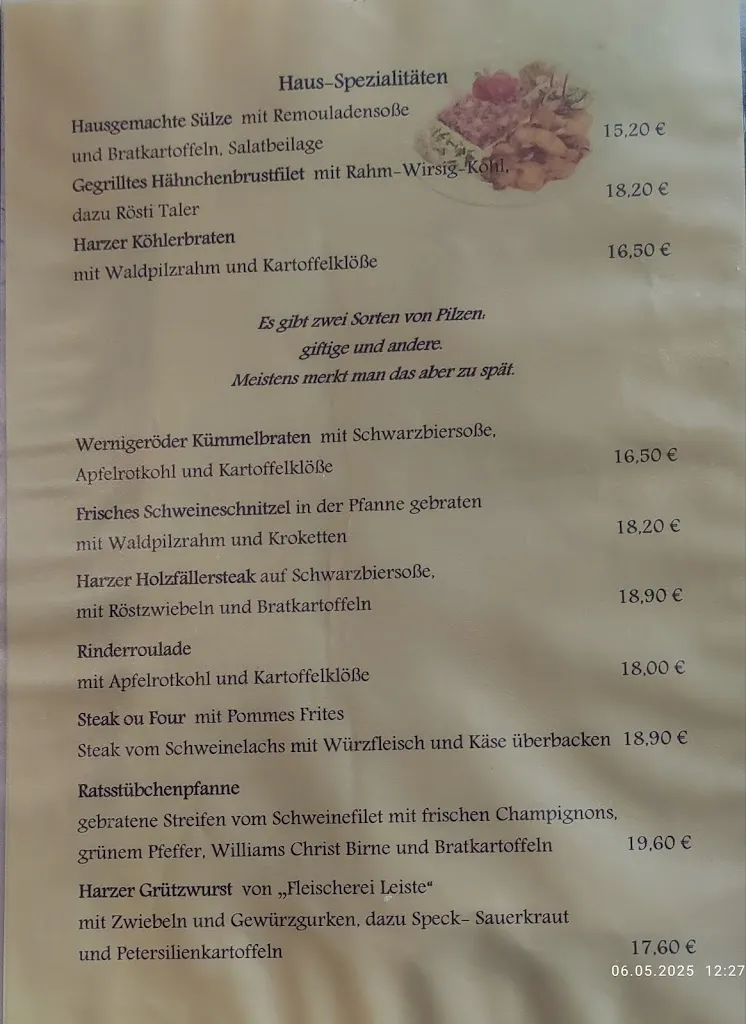 Haus-Spezialitäten
Hausgemachte Sülze mit Remouladensoße
und Bratkartoffeln, Salatbeilage 15,20 €
Gegrilltes Hähnchenbrustfilet mit Rahm-Wirsig-Kohl,
dazu Rösti Taler 18,20 €
Harzer Köhlerbraten
mit Waldpilzrahm und Kartoffelklöße 16,50 €
Es gibt zwei Sorten von Pilzen,
giftige und andere.
Meistens merkt man das aber zu spät.
Wernigeröder Kümmelbraten mit Schwarzbiersoße,
Apfelrotkohl und Kartoffelklöße 16,50 €
Frisches Schweineschnitzel in der Pfanne gebraten
mit Waldpilzrahm und Kroketten 18,20 €
Harzer Holzfällersteak auf Schwarzbiersoße,
mit Röstzwiebeln und Bratkartoffeln 18,90 €
Rinderroulade
mit Apfelrotkohl und Kartoffelklöße 18,00 €
Steak ou Four mit Pommes Frites
Steak vom Schweinelachs mit Würzfleisch und Käse überbacken 18,90 €
Ratsstübchenpfanne
gebratene Streifen vom Schweinefilet mit frischen Champignons,
grünem Pfeffer, Williams Christ Birne und Bratkartoffeln 19,60 €
Harzer Grützwurst von „Fleischerei Leiste“
mit Zwiebeln und Gewürzgurken, dazu Speck- Sauerkraut
und Petersilienkartoffeln 17,60 €
06.05.2025 12:27